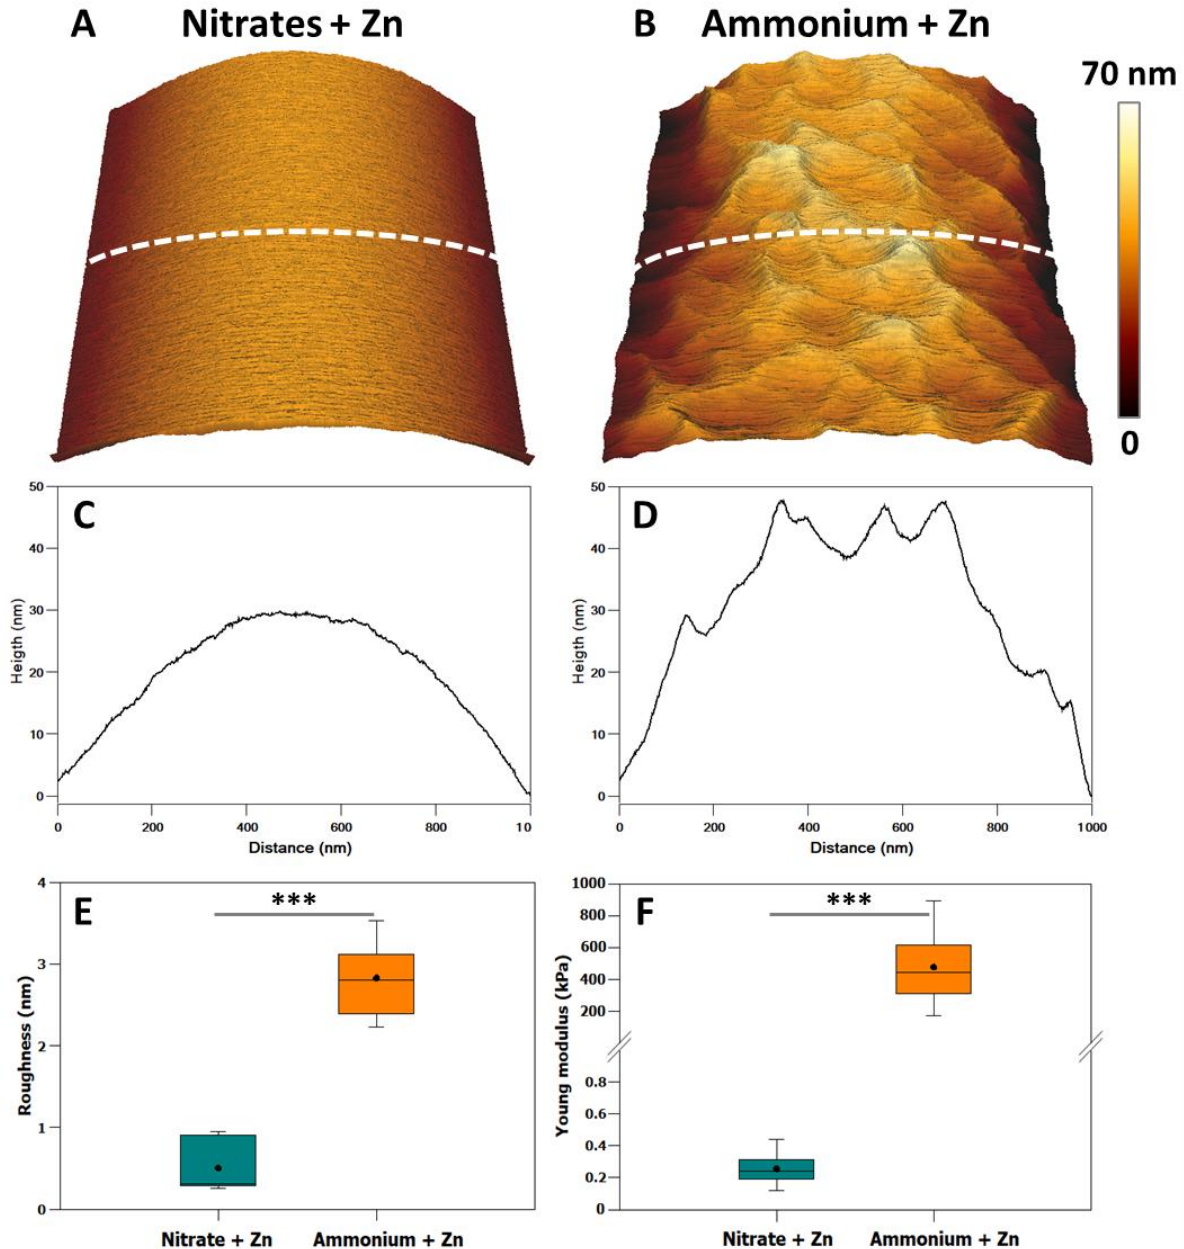 A Nitrates + Zn
B Ammonium + Zn
70 nm
0
C
50
40
30
20
10
0
Heigth (nm)
0 200 400 600 800 10
Distance (nm)
D
50
40
30
20
10
0
Heigth (nm)
0 200 400 600 800 1000
Distance (nm)
E
***
4
3
2
1
0
Roughness (nm)
Nitrate + Zn Ammonium + Zn
F
***
1000
800
600
400
200
0.8
0.6
0.4
0.2
0
Young modulus (kPa)
Nitrate + Zn Ammonium + Zn